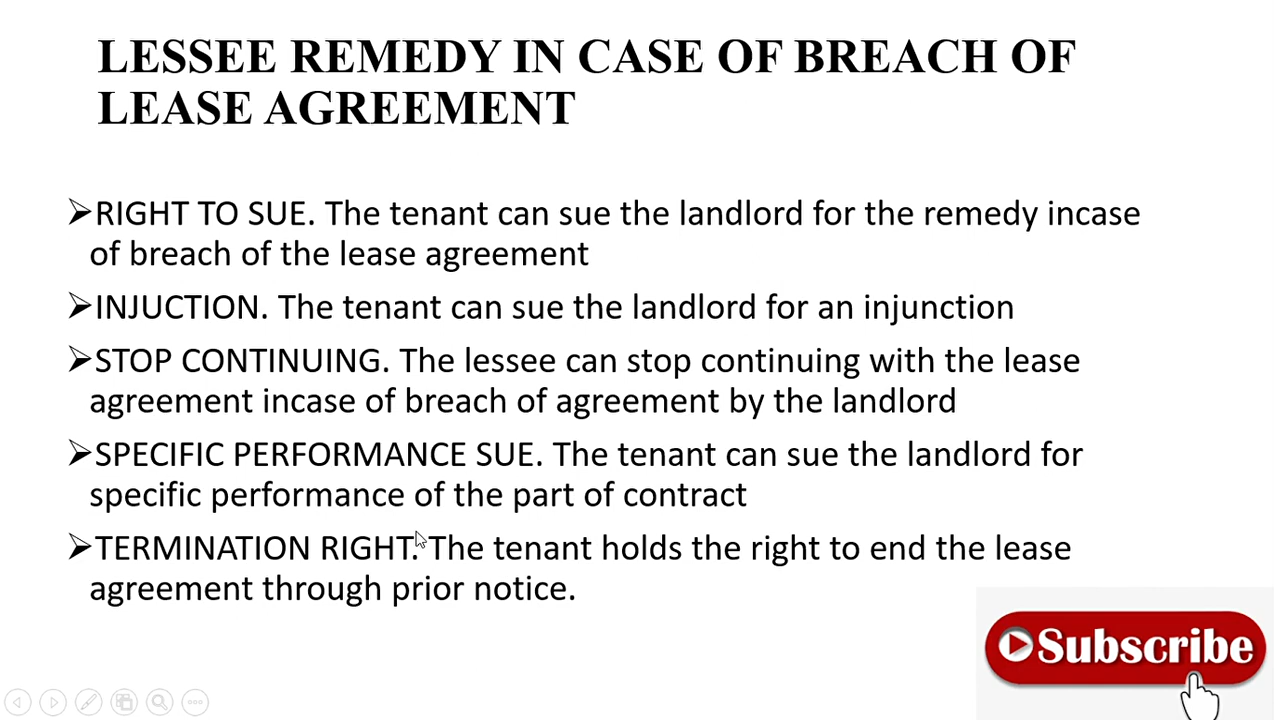 LESSEE REMEDY IN CASE OF BREACH OF
LEASE AGREEMENT
➢RIGHT TO SUE. The tenant can sue the landlord for the remedy incase
of breach of the lease agreement
➢INJUCTION. The tenant can sue the landlord for an injunction
➢STOP CONTINUING. The lessee can stop continuing with the lease
agreement incase of breach of agreement by the landlord
➢SPECIFIC PERFORMANCE SUE. The tenant can sue the landlord for
specific performance of the part of contract
➢TERMINATION RIGHT. The tenant holds the right to end the lease
agreement through prior notice.
Subscribe